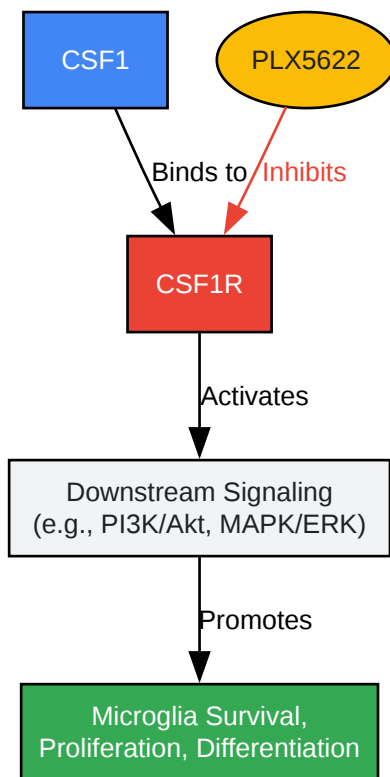 CSF1
PLX5622
Binds to
Inhibits
CSF1R
Activates
Downstream Signaling
(e.g., PI3K/Akt, MAPK/ERK)
Promotes
Microglia Survival,
Proliferation, Differentiation